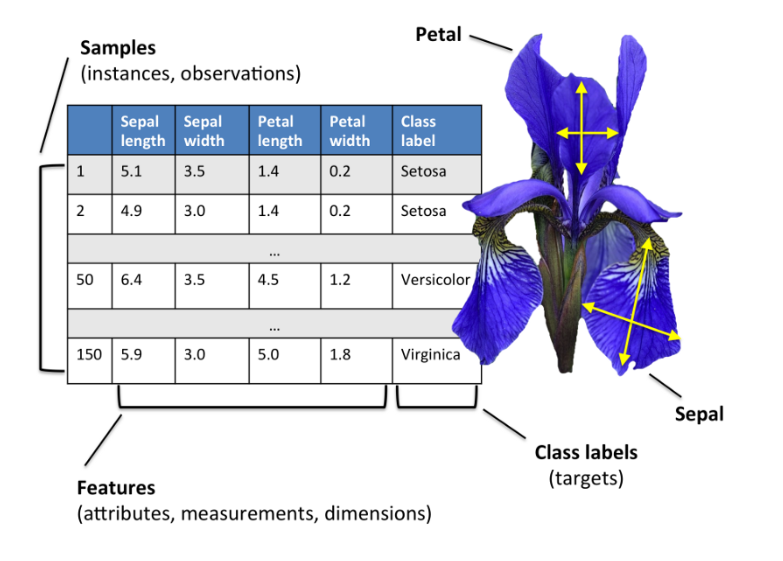 Samples
(instances, observations)
Petal
Sepal length Sepal width Petal length Petal width Class label
1 5.1 3.5 1.4 0.2 Setosa
2 4.9 3.0 1.4 0.2 Setosa
...
50 6.4 3.5 4.5 1.2 Versicolor
...
150 5.9 3.0 5.0 1.8 Virginica
Sepal
Class labels
(targets)
Features
(attributes, measurements, dimensions)